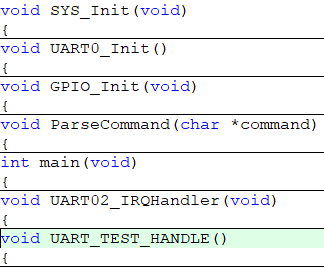 void SYS_Init(void)
{
void UART0_Init()
{
void GPIO_Init(void)
{
void ParseCommand(char *command)
{
int main(void)
{
void UART02_IRQHandler(void)
{
void UART_TEST_HANDLE()
{